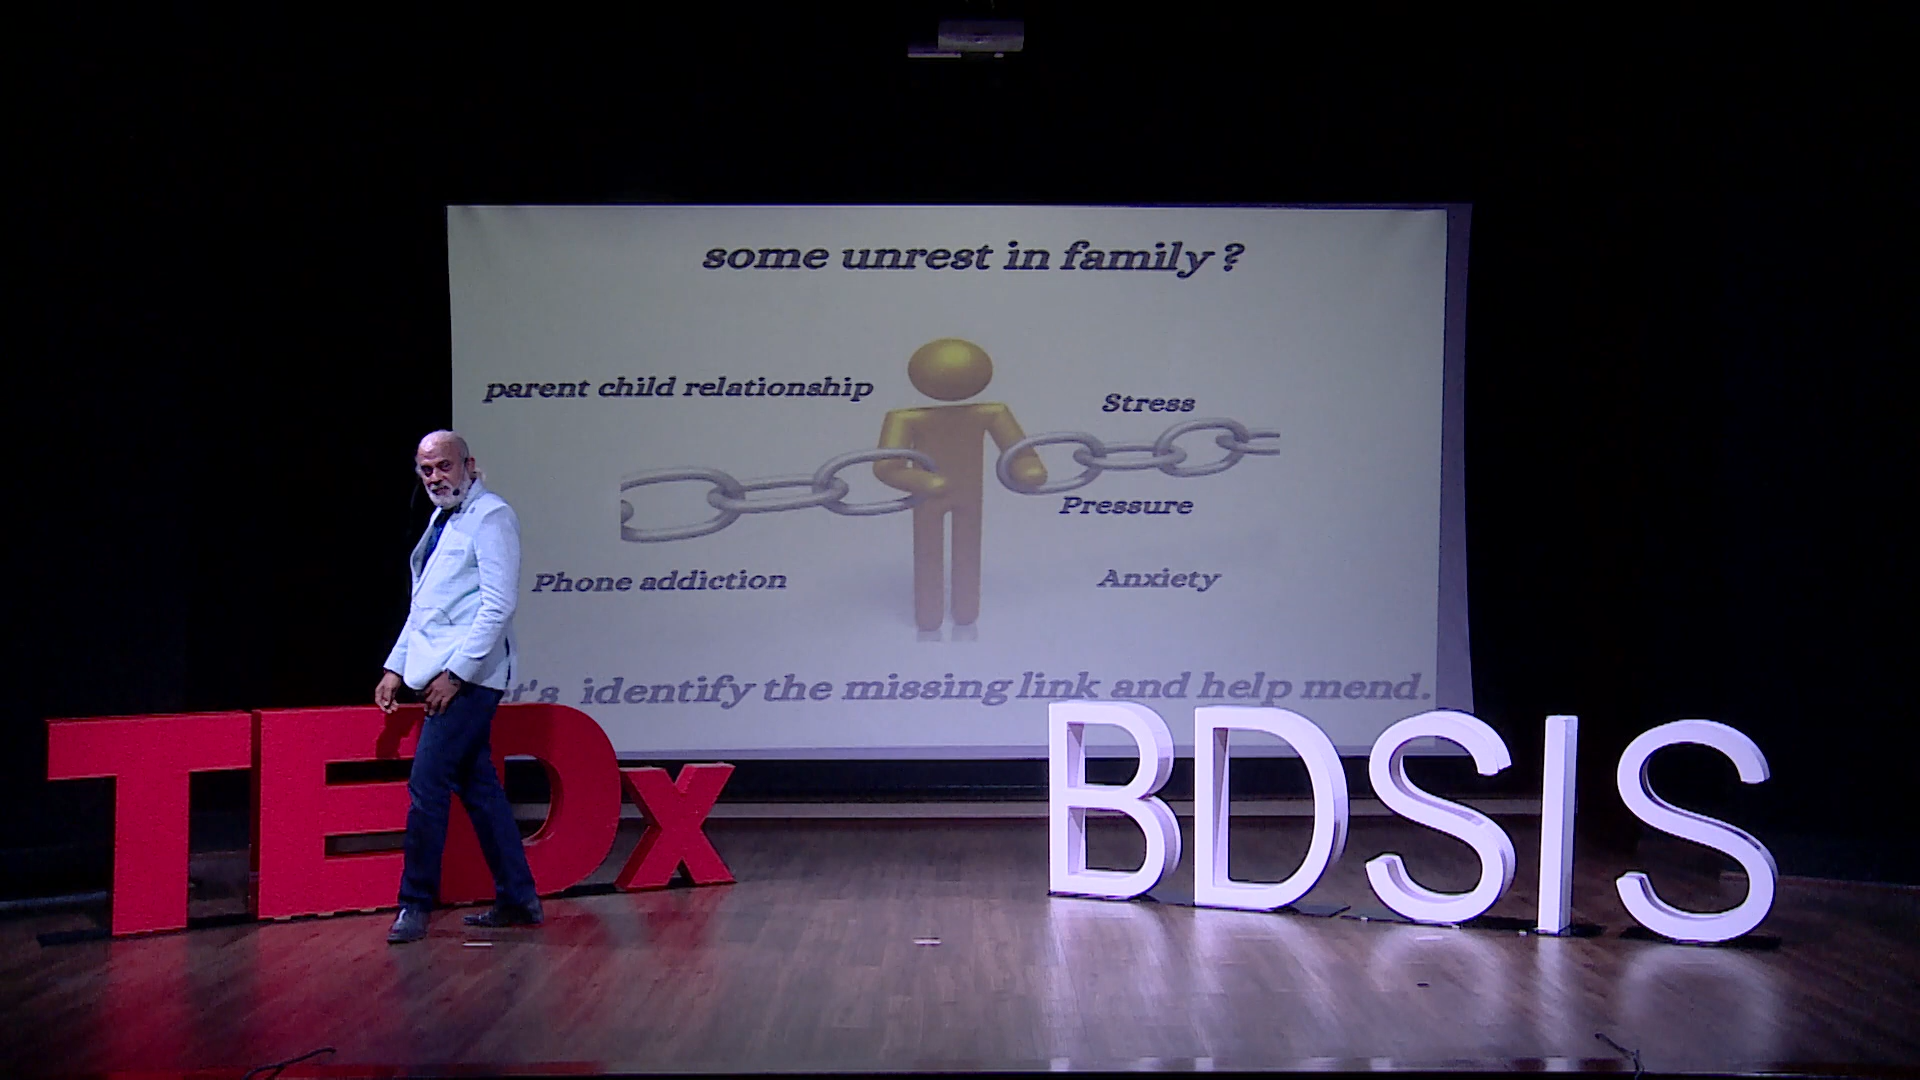 some unrest in family ?
parent child relationship
Stress
Pressure
Phone addiction
Anxiety
identify the missing link and help mend.
TEDx
BDSIS